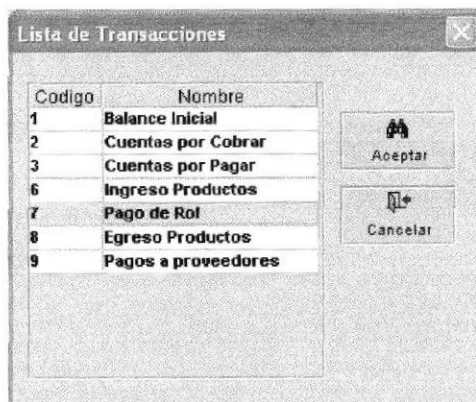 Lista de Transacciones
Codigo Nombre
1 Balance Inicial
2 Cuentas por Cobrar
3 Cuentas por Pagar
6 Ingreso Productos
7 Pago de Rol
8 Egreso Productos
9 Pagos a proveedores
Aceptar
Cancelar